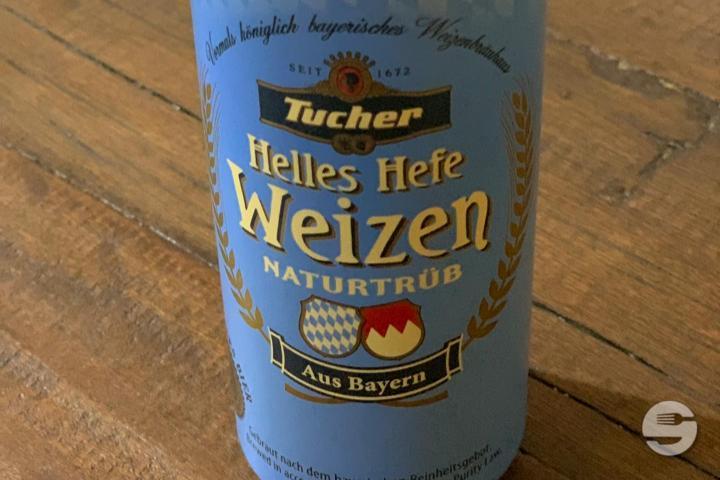 Vormals königlich bayerisches Weizenbräuhaus
SEIT 1672
Tucher
Helles Hefe
Weizen
NATURTRÜB
Aus Bayern
Gebraut nach dem bayerischen Reinheitsgebot.
Brewed in Purity Law.